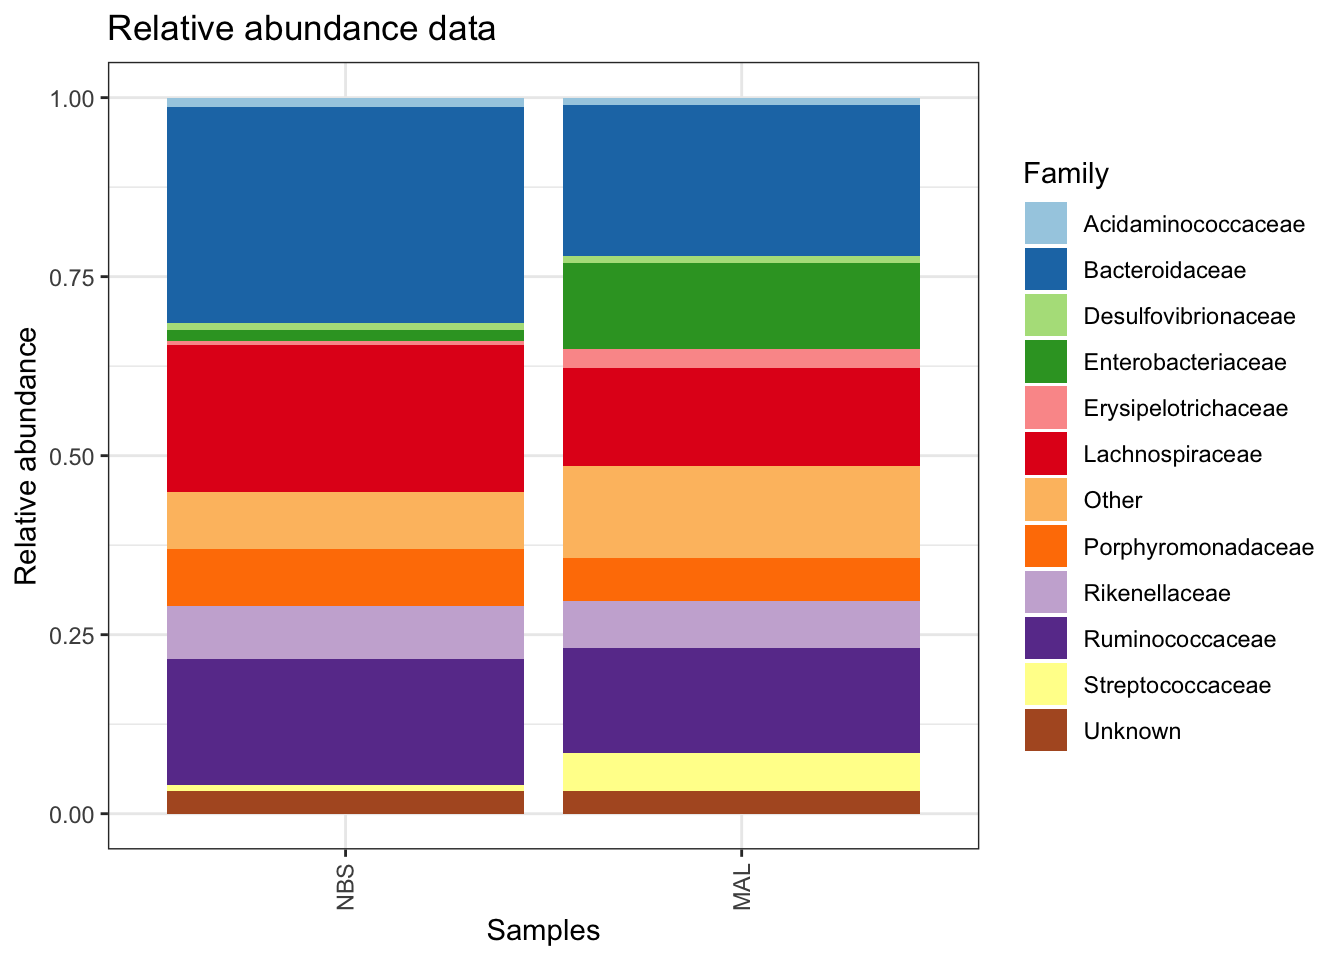 Relative abundance data
Relative abundance
1.00
0.75
0.50
0.25
0.00
NBS
MAL
Samples
Family
Acidaminococcaceae
Bacteroidaceae
Desulfovibrionaceae
Enterobacteriaceae
Erysipelotrichaceae
Lachnospiraceae
Other
Porphyromonadaceae
Rikenellaceae
Ruminococcaceae
Streptococcaceae
Unknown